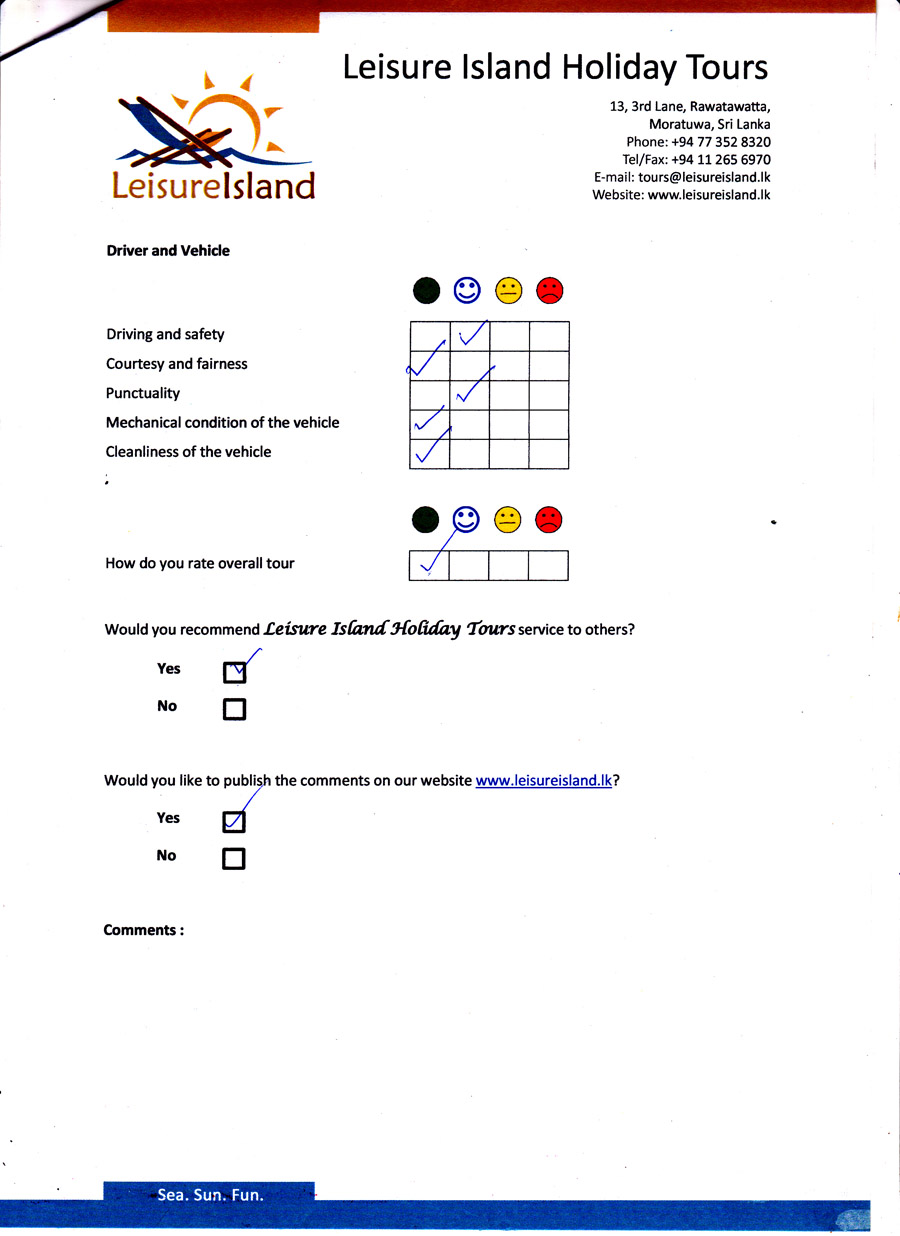 Leisure Island Holiday Tours
13, 3rd Lane, Rawatawatta,
Moratuwa, Sri Lanka
Phone: +94 77 352 8320
Tel/Fax: +94 11 265 6970
E-mail: tours@leisureisland.lk
Website: www.leisureisland.lk
LeisureIsland
Driver and Vehicle
Driving and safety
Courtesy and fairness
Punctuality
Mechanical condition of the vehicle
Cleanliness of the vehicle
How do you rate overall tour
Would you recommend Leisure Island Holiday Tours service to others?
Yes
No
Would you like to publish the comments on our website www.leisureisland.lk?
Yes
No
Comments :
Sea. Sun. Fun.